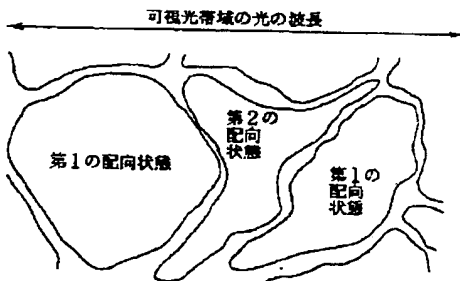 可視光帯域の光の波長
第1の配向状態
第2の
配向
状態
第1の
配向
状態